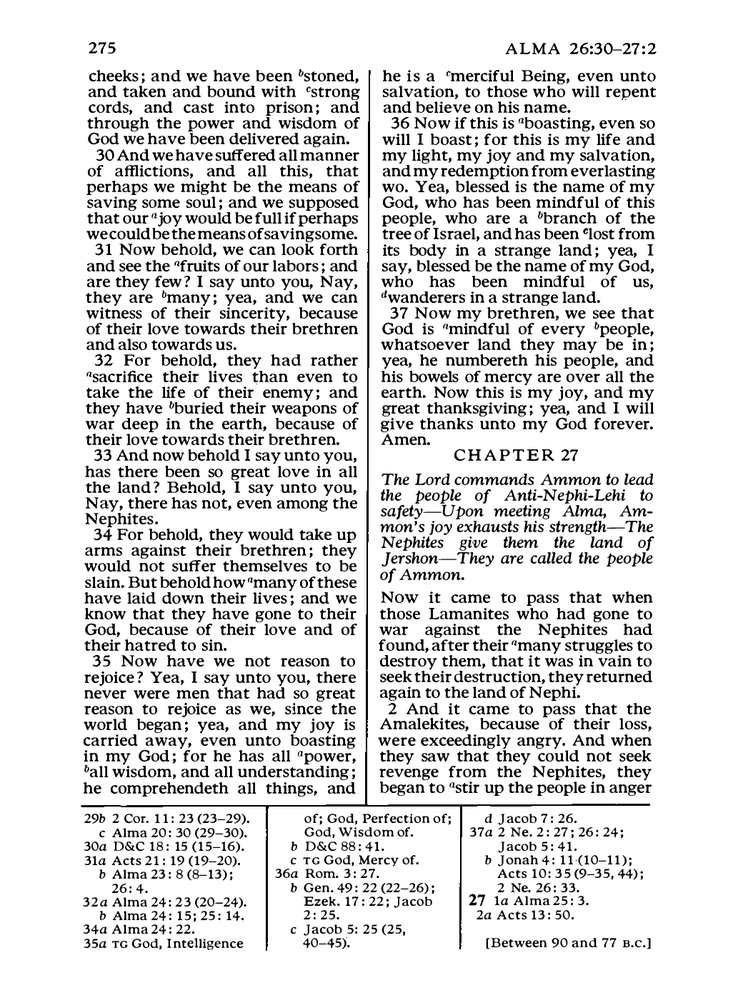 275
ALMA 26:30–27:2
cheeks; and we have been bstoned,
and taken and bound with cstrong
cords, and cast into prison; and
through the power and wisdom of
God we have been delivered again.
30 And we have suffered all manner
of afflictions, and all this, that
perhaps we might be the means of
saving some soul; and we supposed
that our ajoy would be full if perhaps
we could be the means of saving some.
31 Now behold, we can look forth
and see the afruits of our labors; and
are they few? I say unto you, Nay,
they are bmany; yea, and we can
witness of their sincerity, because
of their love towards their brethren
and also towards us.
32 For behold, they had rather
asacrifice their lives than even to
take the life of their enemy; and
they have bburied their weapons of
war deep in the earth, because of
their love towards their brethren.
33 And now behold I say unto you,
has there been so great love in all
the land? Behold, I say unto you,
Nay, there has not, even among the
Nephites.
34 For behold, they would take up
arms against their brethren; they
would not suffer themselves to be
slain. But behold how amany of these
have laid down their lives; and we
know that they have gone to their
God, because of their love and of
their hatred to sin.
35 Now have we not reason to
rejoice? Yea, I say unto you, there
never were men that had so great
reason to rejoice as we, since the
world began; yea, and my joy is
carried away, even unto boasting
in my God; for he has all apower,
ball wisdom, and all understanding;
he comprehendeth all things, and
he is a cmerciful Being, even unto
salvation, to those who will repent
and believe on his name.
36 Now if this is aboasting, even so
will I boast; for this is my life and
my light, my joy and my salvation,
and my redemption from everlasting
wo. Yea, blessed is the name of my
God, who has been mindful of this
people, who are a bbranch of the
tree of Israel, and has been clost from
its body in a strange land; yea, I
say, blessed be the name of my God,
who has been mindful of us,
dwanderers in a strange land.
37 Now my brethren, we see that
God is amindful of every bpeople,
whatsoever land they may be in;
yea, he numbereth his people, and
his bowels of mercy are over all the
earth. Now this is my joy, and my
great thanksgiving; yea, and I will
give thanks unto my God forever.
Amen.
CHAPTER 27
The Lord commands Ammon to lead
the people of Anti-Nephi-Lehi to
safety—Upon meeting Alma, Am-
mon's joy exhausts his strength—The
Nephites give them the land of
Jershon—They are called the people
of Ammon.
Now it came to pass that when
those Lamanites who had gone to
war against the Nephites had
found, after their amany struggles to
destroy them, that it was in vain to
seek their destruction, they returned
again to the land of Nephi.
2 And it came to pass that the
Amalekites, because of their loss,
were exceedingly angry. And when
they saw that they could not seek
revenge from the Nephites, they
began to astir up the people in anger
29b 2 Cor. 11: 23 (23–29).
c Alma 20: 30 (29–30).
30a D&C 18: 15 (15–16).
31a Acts 21: 19 (19–20).
b Alma 23: 8 (8–13);
26: 4.
32a Alma 24: 23 (20–24).
b Alma 24: 15; 25: 14.
34a Alma 24: 22.
35a TG God, Intelligence
of; God, Perfection of;
God, Wisdom of.
b D&C 88: 41.
c TG God, Mercy of.
36a Rom. 3: 27.
b Gen. 49: 22 (22–26);
Ezek. 17: 22; Jacob
2: 25.
c Jacob 5: 25 (25,
40–45).
d Jacob 7: 26.
37a 2 Ne. 2: 27; 26: 24;
Jacob 5: 41.
b Jonah 4: 11 (10–11);
Acts 10: 35 (9–35, 44);
2 Ne. 26: 33.
27 1a Alma 25: 3.
2a Acts 13: 50.
[Between 90 and 77 B.C.]